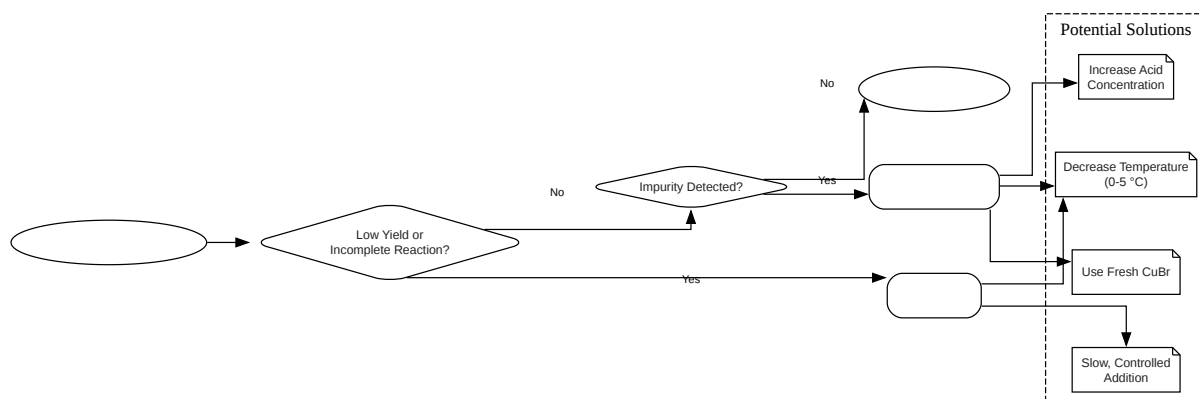 Potential Solutions
Increase Acid
Concentration
No
Decrease Temperature
(0-5 °C)
Impurity Detected?
Yes
No
Low Yield or
Incomplete Reaction?
Use Fresh CuBr
Yes
Slow, Controlled
Addition